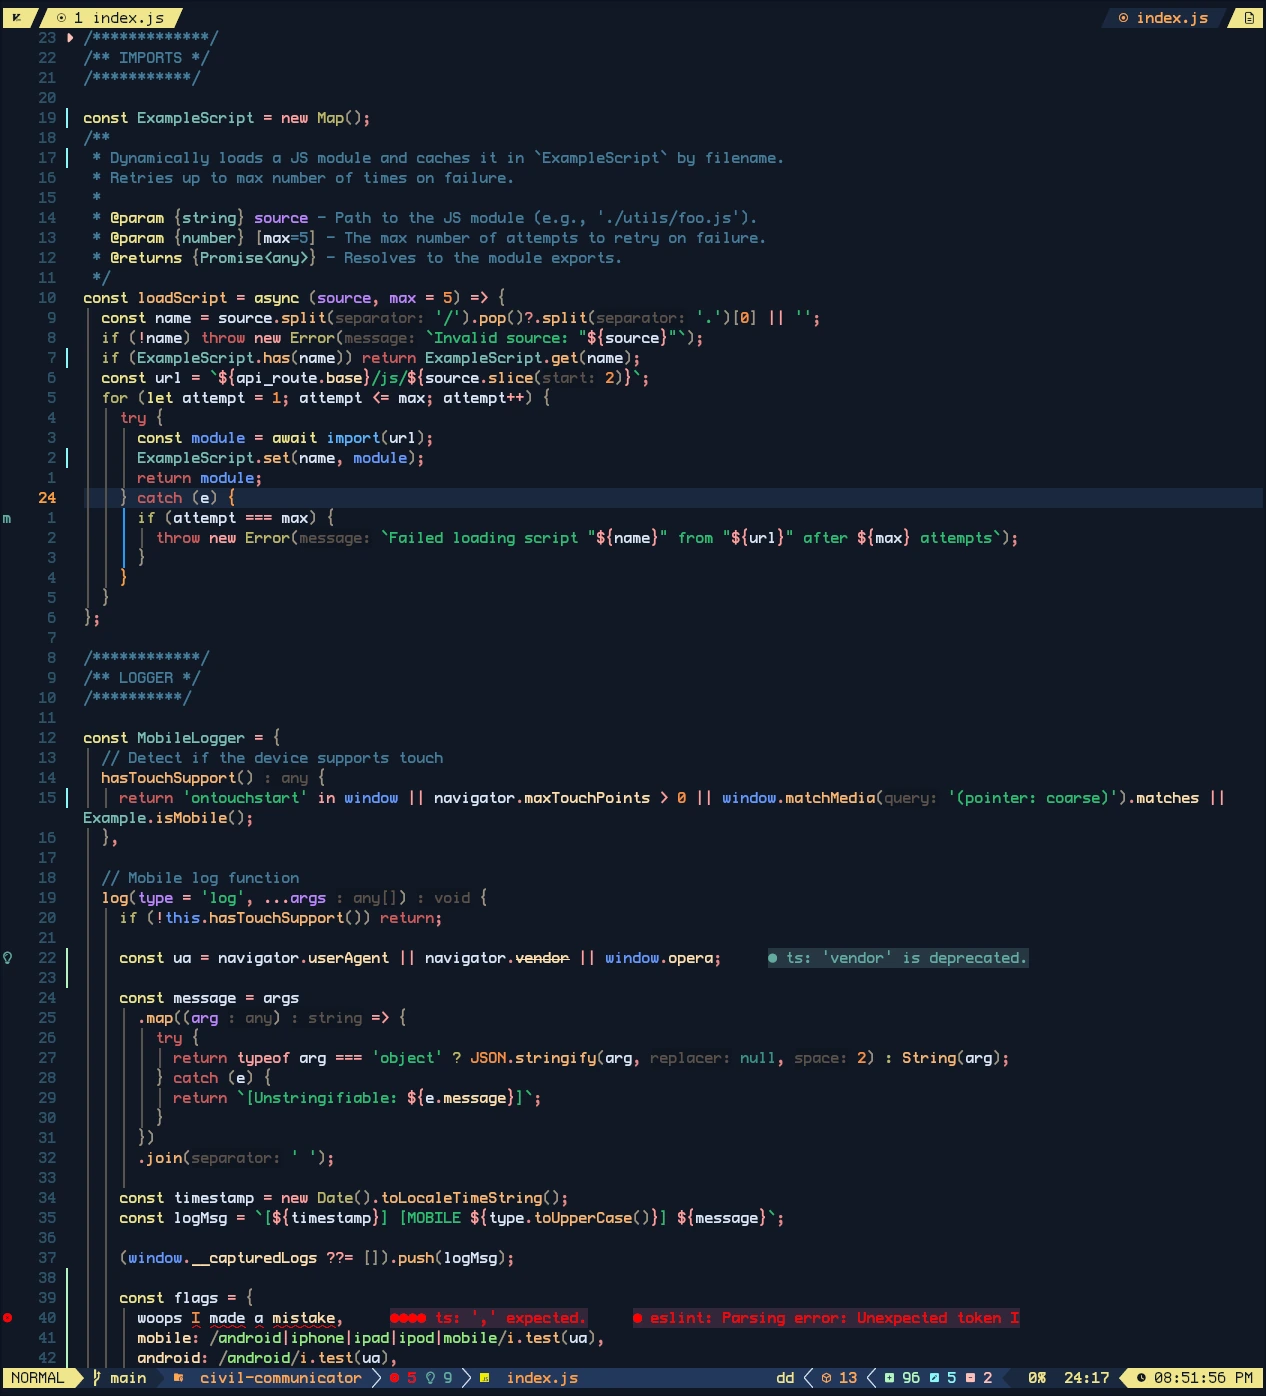 1 index.js index.js
23 /*************/
22 /** IMPORTS */
21 /***********/
20
19 const ExampleScript = new Map();
18 /**
17 * Dynamically loads a JS module and caches it in `ExampleScript` by filename.
16 * Retries up to max number of times on failure.
15 *
14 * @param {string} source - Path to the JS module (e.g., './utils/foo.js').
13 * @param {number} [max=5] - The max number of attempts to retry on failure.
12 * @returns {Promise<any>} - Resolves to the module exports.
11 */
10 const loadScript = async (source, max = 5) => {
9 const name = source.split(separator: '/').pop()?.split(separator: '.')[0] || '';
8 if (!name) throw new Error(message: `Invalid source: "${source}"`);
7 if (ExampleScript.has(name)) return ExampleScript.get(name);
6 const url = `${api_route.base}/js/${source.slice(start: 2)}`;
5 for (let attempt = 1; attempt <= max; attempt++) {
4 try {
3 const module = await import(url);
2 ExampleScript.set(name, module);
1 return module;
24 } catch (e) {
m 1 if (attempt === max) {
2 throw new Error(message: `Failed loading script "${name}" from "${url}" after ${max} attempts`);
3 }
4 }
5 }
6 };
7
8 /************/
9 /** LOGGER */
10 /**********/
11
12 const MobileLogger = {
13 // Detect if the device supports touch
14 hasTouchSupport() : any {
15 return 'ontouchstart' in window || navigator.maxTouchPoints > 0 || window.matchMedia(query: '(pointer: coarse)').matches ||
Example.isMobile();
16 },
17
18 // Mobile log function
19 log(type = 'log', ...args : any[]) : void {
20 if (!this.hasTouchSupport()) return;
21
22 const ua = navigator.userAgent || navigator.vendor || window.opera; ● ts: 'vendor' is deprecated.
23
24 const message = args
25 .map((arg : any) : string => {
26 try {
27 return typeof arg === 'object' ? JSON.stringify(arg, replacer: null, space: 2) : String(arg);
28 } catch (e) {
29 return `[Unstringifiable: ${e.message}]`;
30 }
31 })
32 .join(separator: ' ');
33
34 const timestamp = new Date().toLocaleTimeString();
35 const logMsg = `[${timestamp}] [MOBILE ${type.toUpperCase()}] ${message}`;
36
37 (window.__capturedLogs ??= []).push(logMsg);
38
39 const flags = {
40 woops I made a mistake, ●●●● ts: ',' expected. ● eslint: Parsing error: Unexpected token I
41 mobile: /android|iphone|ipad|ipod|mobile/i.test(ua),
42 android: /android/i.test(ua),
NORMAL main civil-communicator 5 9 index.js dd 13 96 5 2 0% 24:17 08:51:56 PM